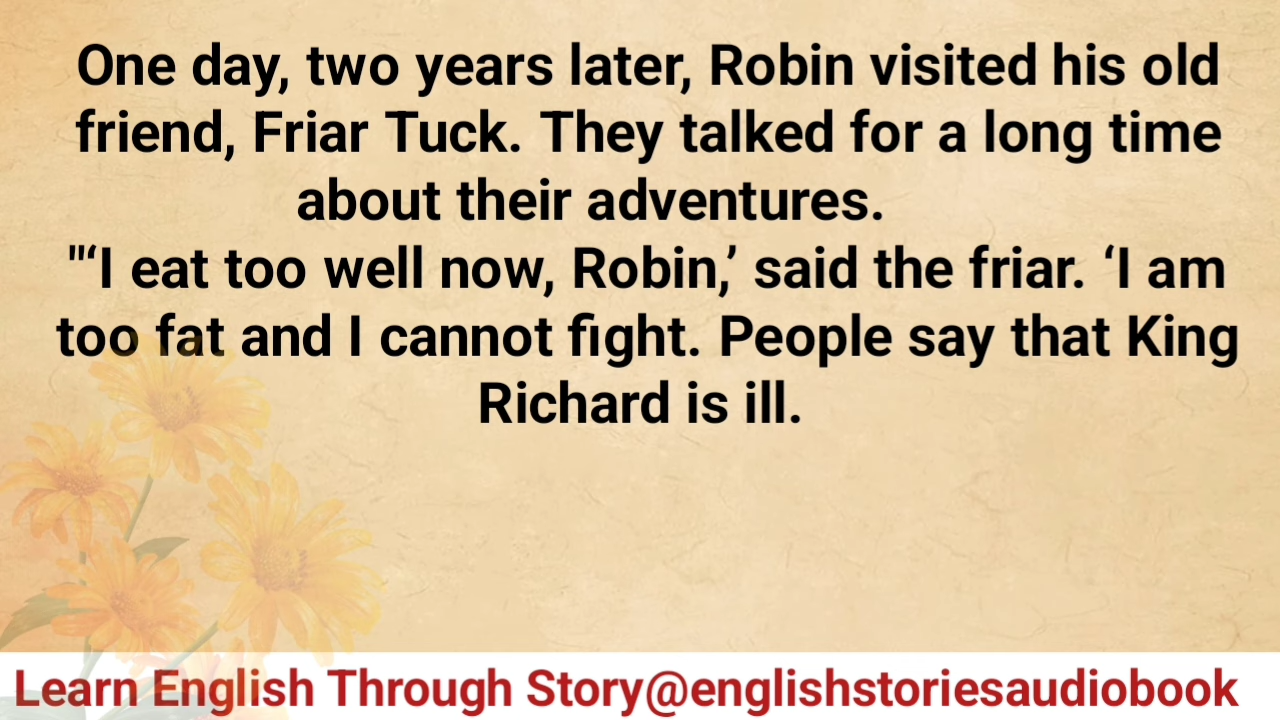 One day, two years later, Robin visited his old
friend, Friar Tuck. They talked for a long time
about their adventures.
"‘I eat too well now, Robin,’ said the friar. ‘I am
too fat and I cannot fight. People say that King
Richard is ill.
Learn English Through Story@englishstoriesaudiobook